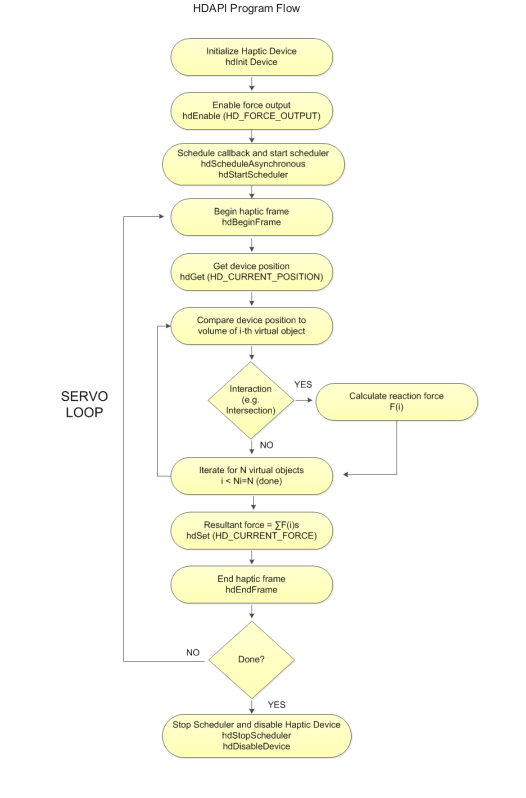 HDAPI Program Flow
Initialize Haptic Device
hdInit Device
Enable force output
hdEnable (HD_FORCE_OUTPUT)
Schedule callback and start scheduler
hdScheduleAsynchronous
hdStartScheduler
Begin haptic frame
hdBeginFrame
Get device position
hdGet (HD_CURRENT_POSITION)
Compare device position to
volume of i-th virtual object
Interaction
(e.g.
Intersection)
YES
Calculate reaction force
F(i)
NO
SERVO
LOOP
Iterate for N virtual objects
i < Ni=N (done)
Resultant force = ∑F(i)s
hdSet (HD_CURRENT_FORCE)
End haptic frame
hdEndFrame
NO
Done?
YES
Stop Scheduler and disable Haptic Device
hdStopScheduler
hdDisableDevice